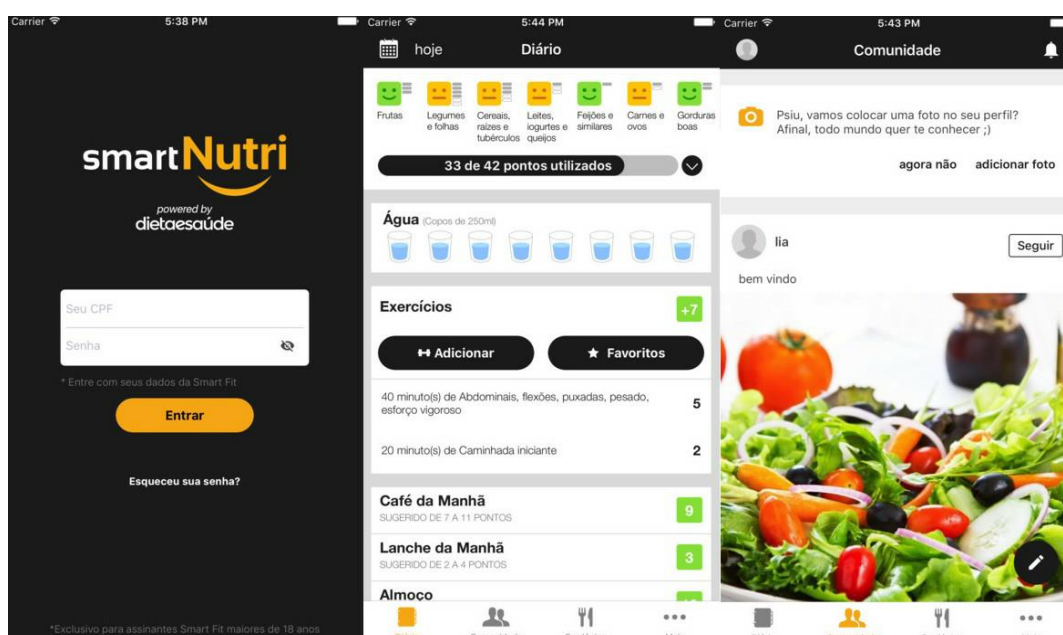 Carrier 5:38 PM
smartNutri
powered by
dietaesaúde
Seu CPF
Senha
* Entre com seus dados da Smart Fit
Entrar
Esqueceu sua senha?
*Exclusivo para assinantes Smart Fit maiores de 18 anos
Carrier 5:44 PM
hoje Diário
Frutas
Legumes
e folhas
Cereais,
raízes e
tubérculos
Leites,
iogurtes e
queijos
Feijões e
similares
Carnes e
ovos
Gorduras
boas
33 de 42 pontos utilizados
Água (Copos de 250ml)
Exercícios +7
Adicionar Favoritos
40 minuto(s) de Abdominais, flexões, puxadas, pesado,
esforço vigoroso 5
20 minuto(s) de Caminhada iniciante 2
Café da Manhã 9
SUGERIDO DE 7 A 11 PONTOS
Lanche da Manhã 3
SUGERIDO DE 2 A 4 PONTOS
Almoço
Carrier 5:43 PM
Comunidade
Psiu, vamos colocar uma foto no seu perfil?
Afinal, todo mundo quer te conhecer ;)
agora não adicionar foto
lia Seguir
bem vindo